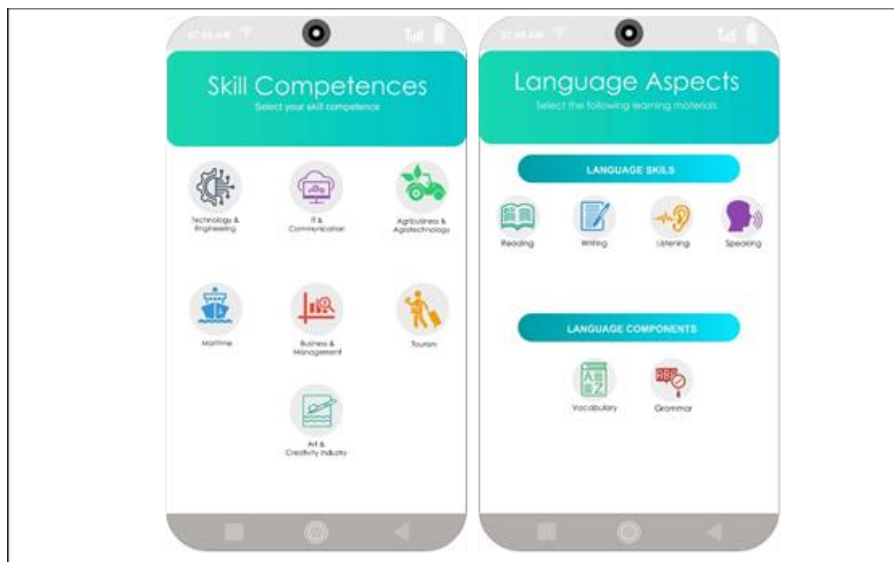 Skill Competences
Select your skill competence
Technology &
Engineering
IT &
Communication
Agribusiness &
Agrotechnology
Maritime
Business &
Management
Tourism
Art &
Creativity Industry
Language Aspects
Select the following learning materials
LANGUAGE SKILS
Reading
Writing
Listening
Speaking
LANGUAGE COMPONENTS
Vocabulary
Grammar